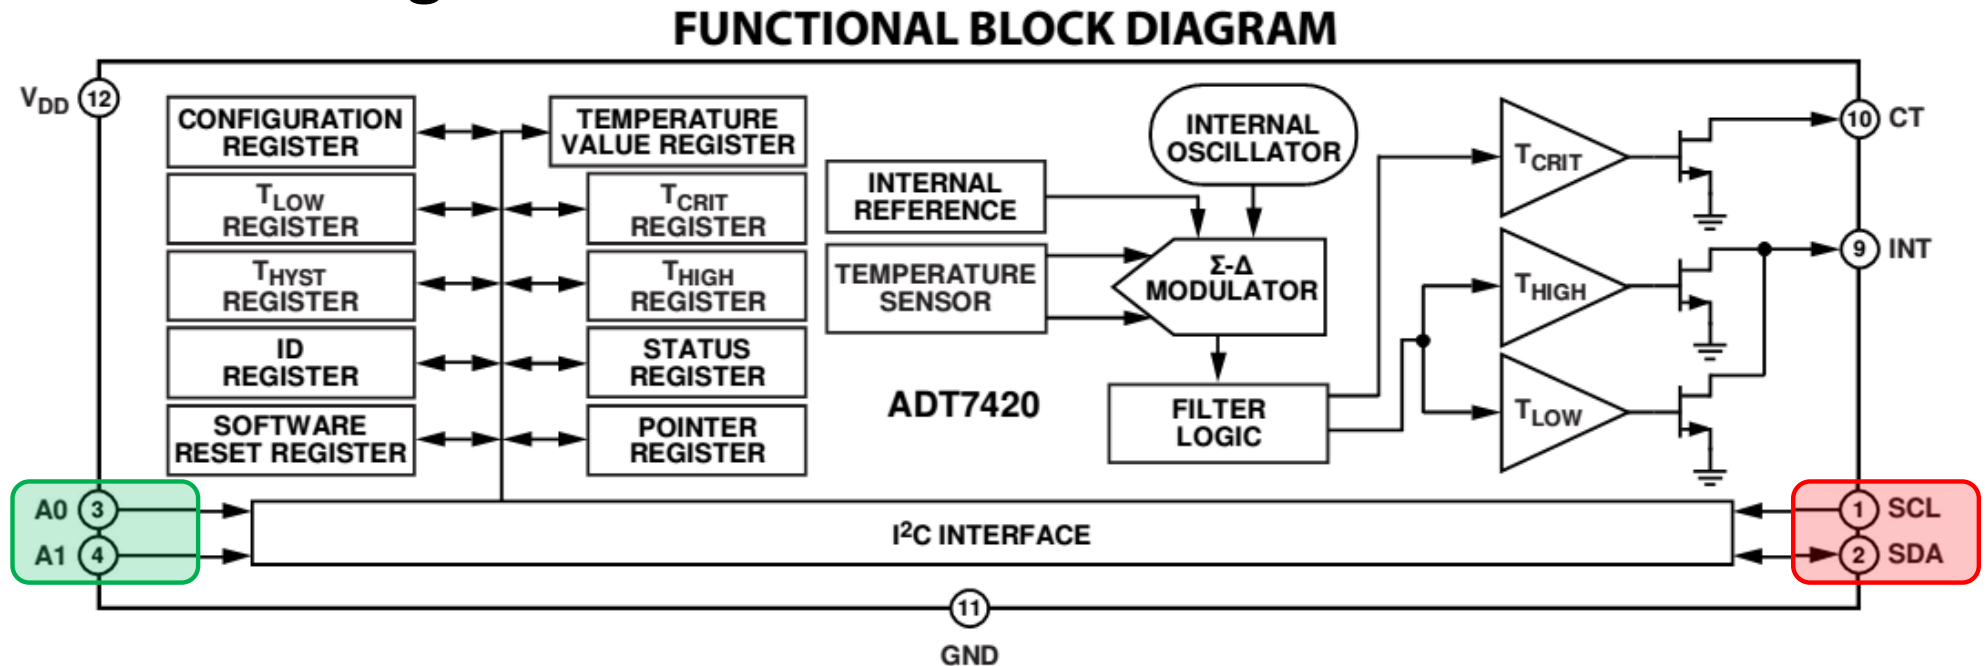 FUNCTIONAL BLOCK DIAGRAM
VDD
12
CONFIGURATION
REGISTER
TEMPERATURE
VALUE REGISTER
TLOW
REGISTER
TCRIT
REGISTER
THYST
REGISTER
THIGH
REGISTER
ID
REGISTER
STATUS
REGISTER
SOFTWARE
RESET REGISTER
POINTER
REGISTER
INTERNAL
REFERENCE
TEMPERATURE
SENSOR
INTERNAL
OSCILLATOR
Σ-Δ
MODULATOR
FILTER
LOGIC
ADT7420
TCRIT
THIGH
TLOW
10 CT
9 INT
A0 3
A1 4
I2C INTERFACE
1 SCL
2 SDA
11
GND